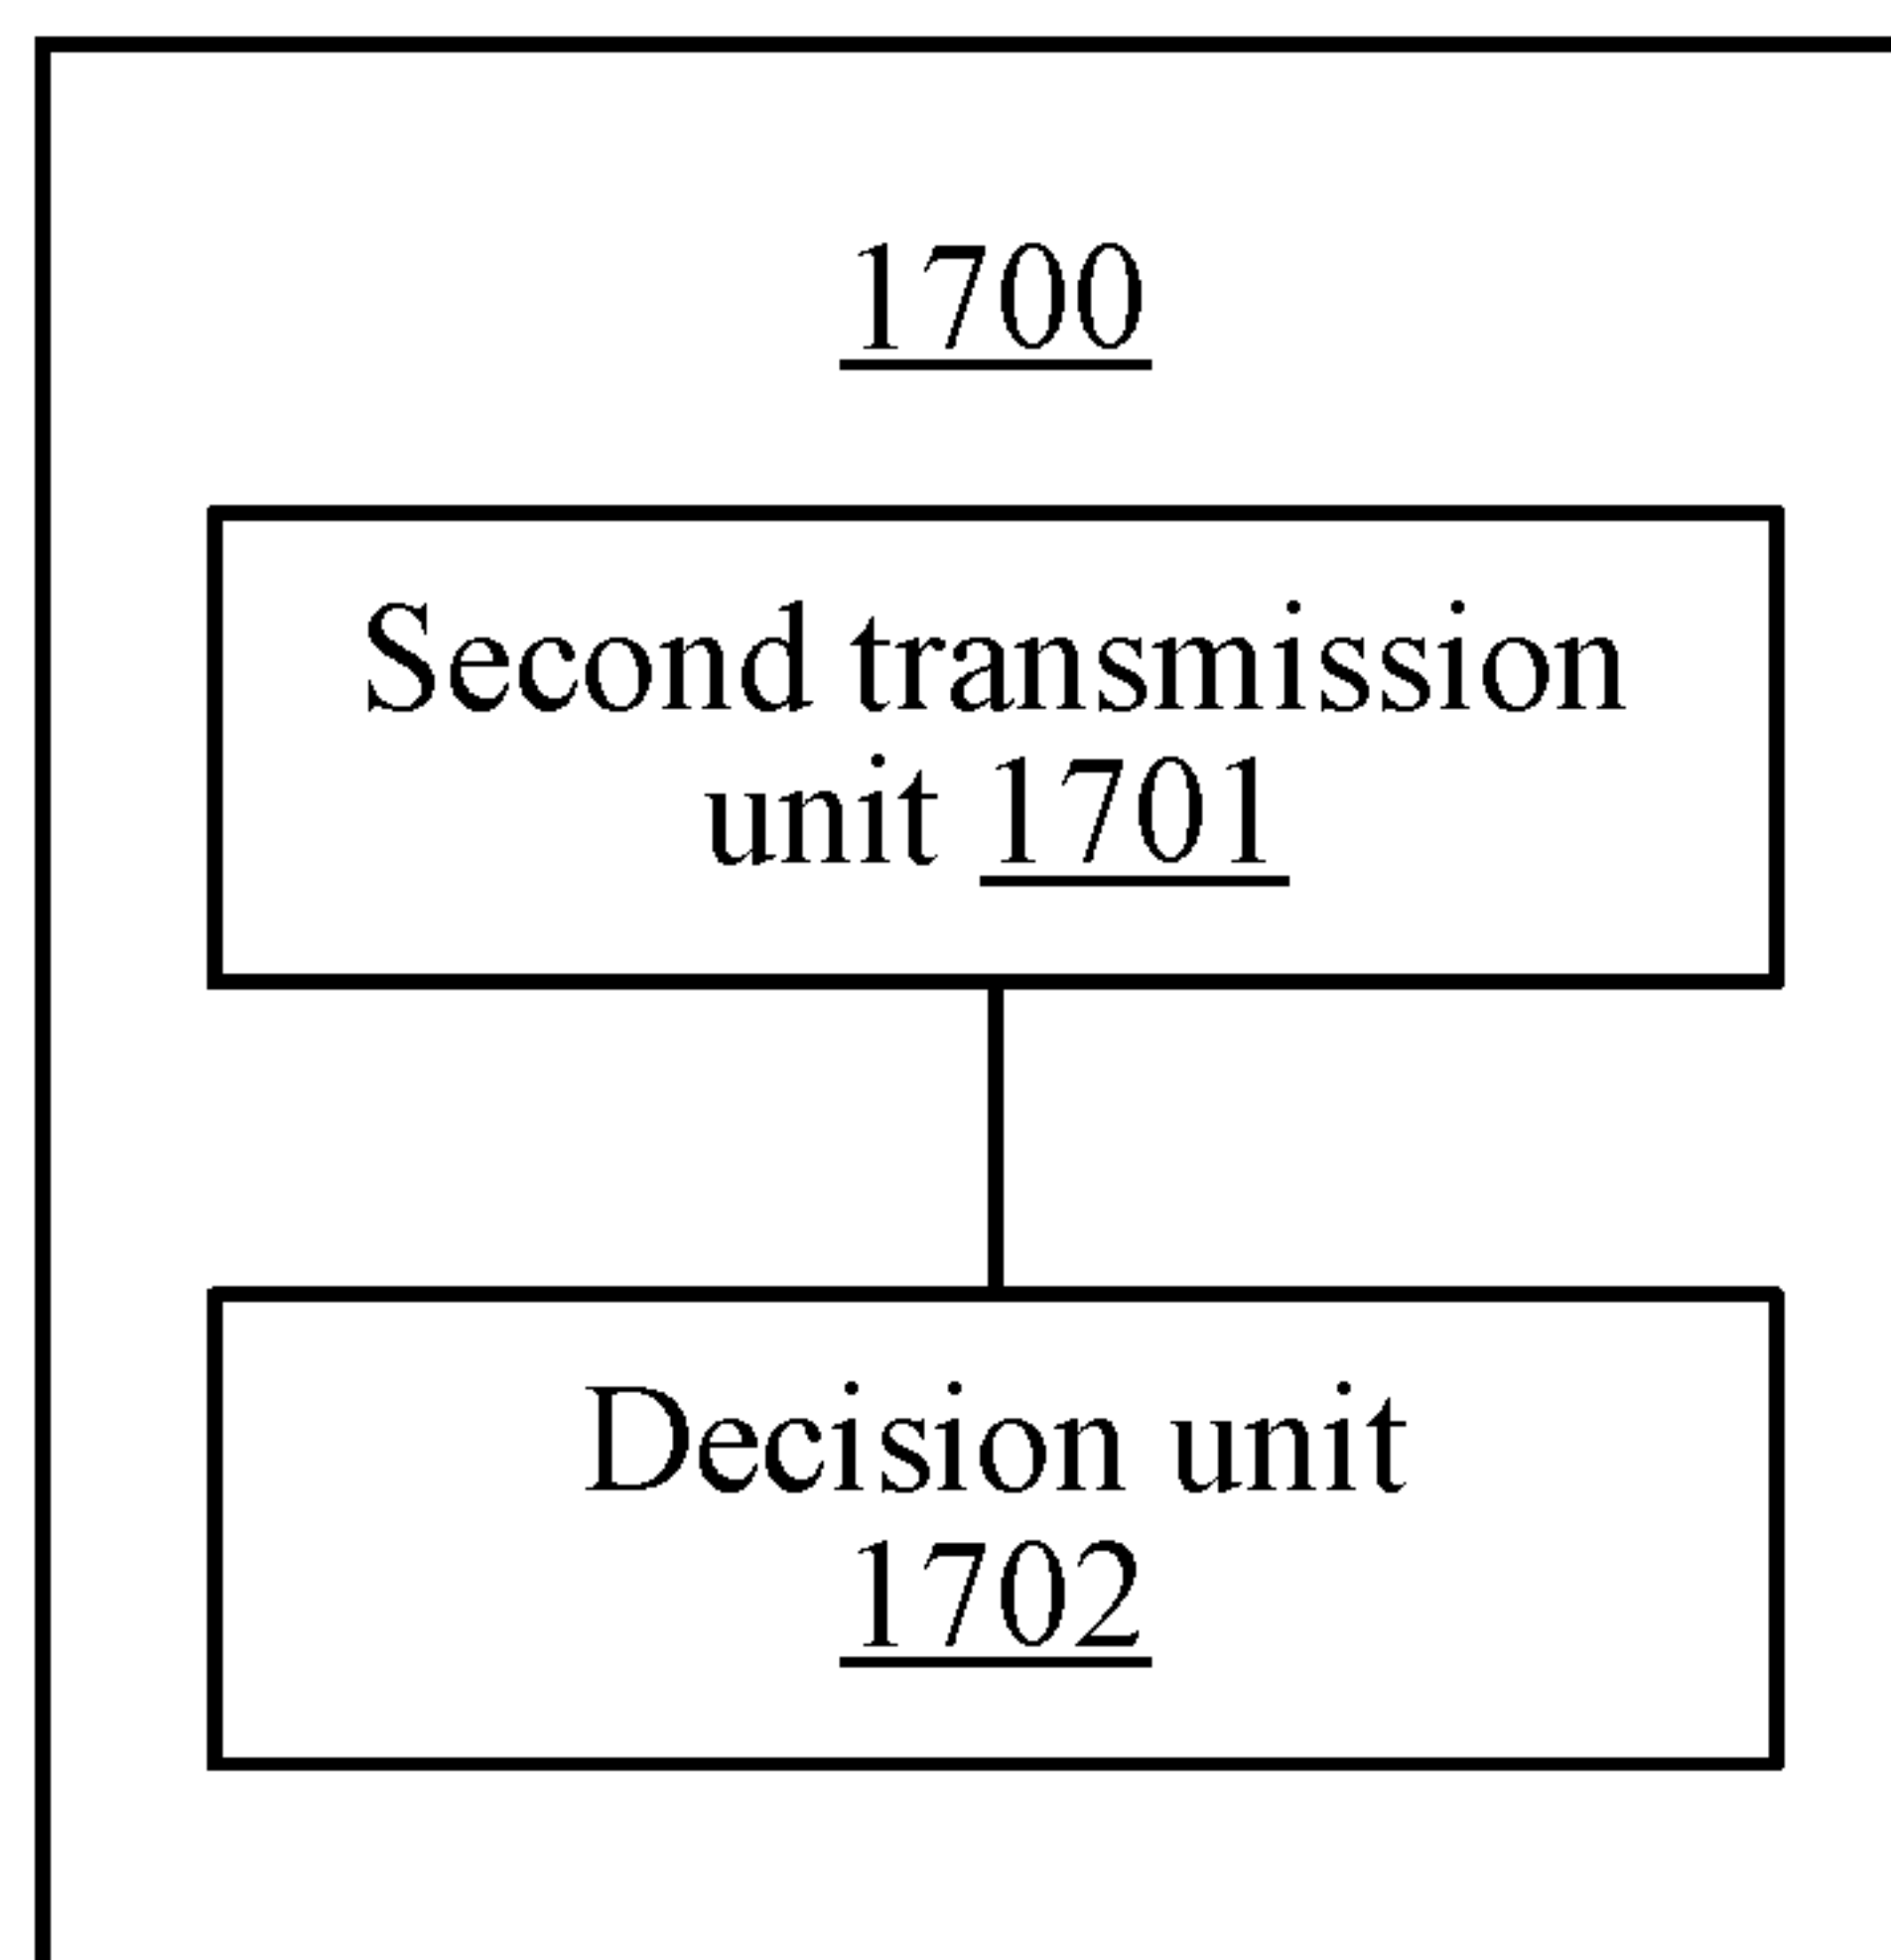 1700
Second transmission
unit 1701
Decision unit
1702